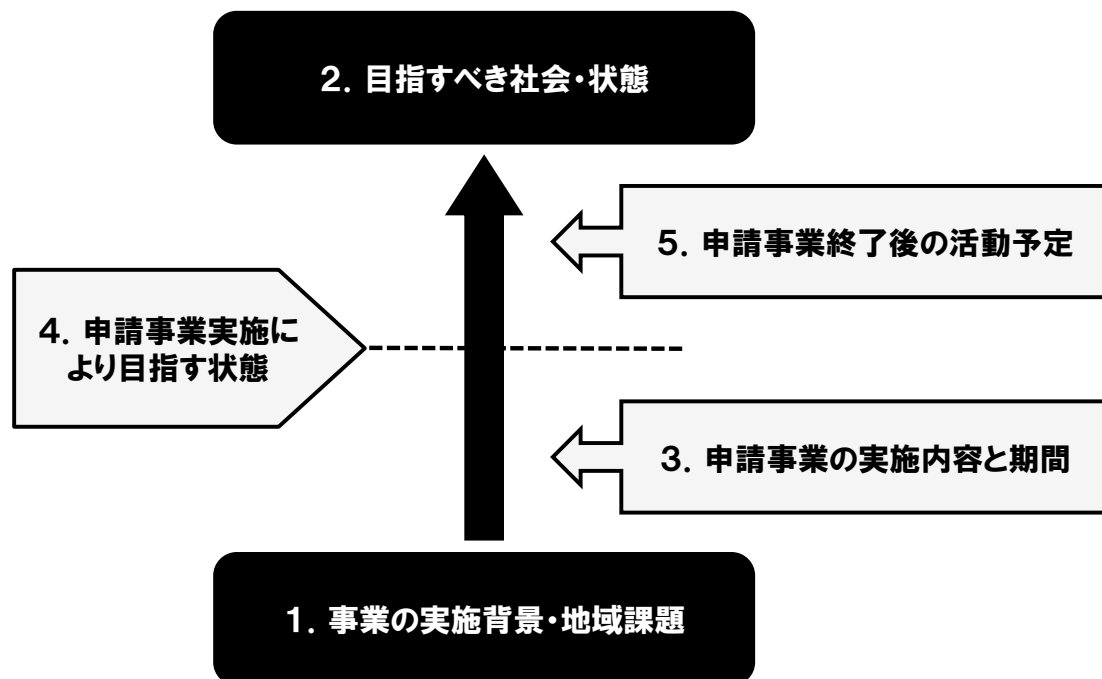 2. 目指すべき社会・状態
5. 申請事業終了後の活動予定
4. 申請事業実施に
より目指す状態
3. 申請事業の実施内容と期間
1. 事業の実施背景・地域課題